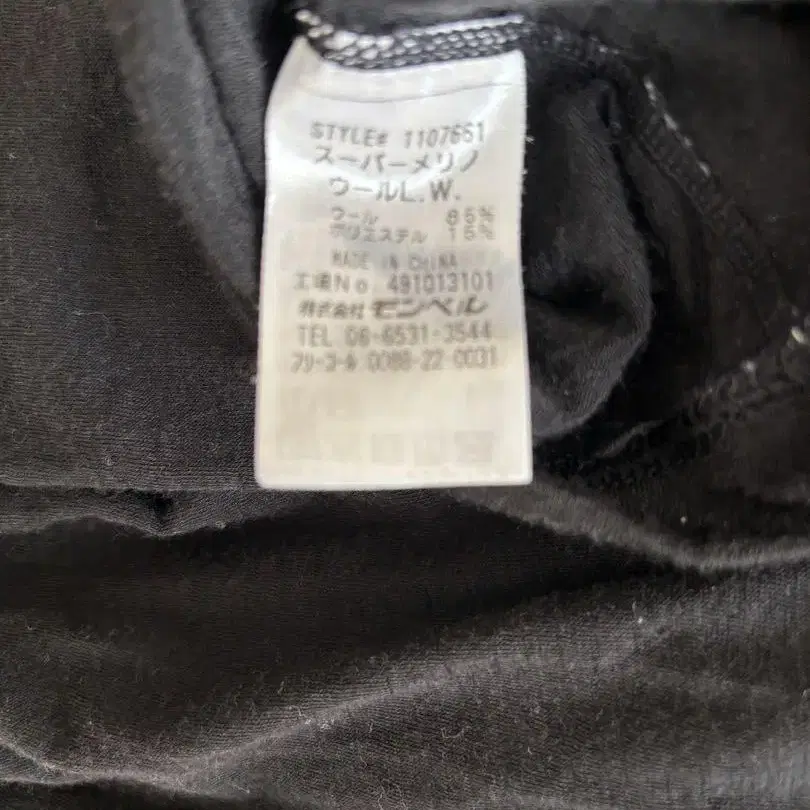 STYLE# 1107661
スーパーメリノ
ウールL.W.
ウール 85%
ポリエステル 15%
MADE IN CHINA
工場No. 491013101
株式会社 モンベル
TEL 06-6531-3544
フリーコール 0088-22-0031